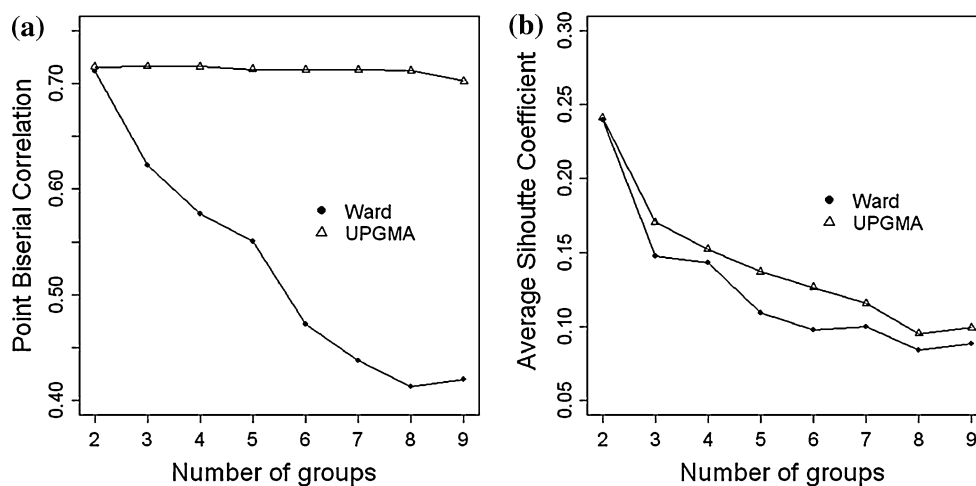 (a)
Point Biserial Correlation
0.70
0.60
0.50
0.40
Ward
UPGMA
2 3 4 5 6 7 8 9
Number of groups
(b)
Average Sihoutte Coefficient
0.30
0.25
0.20
0.15
0.10
0.05
Ward
UPGMA
2 3 4 5 6 7 8 9
Number of groups